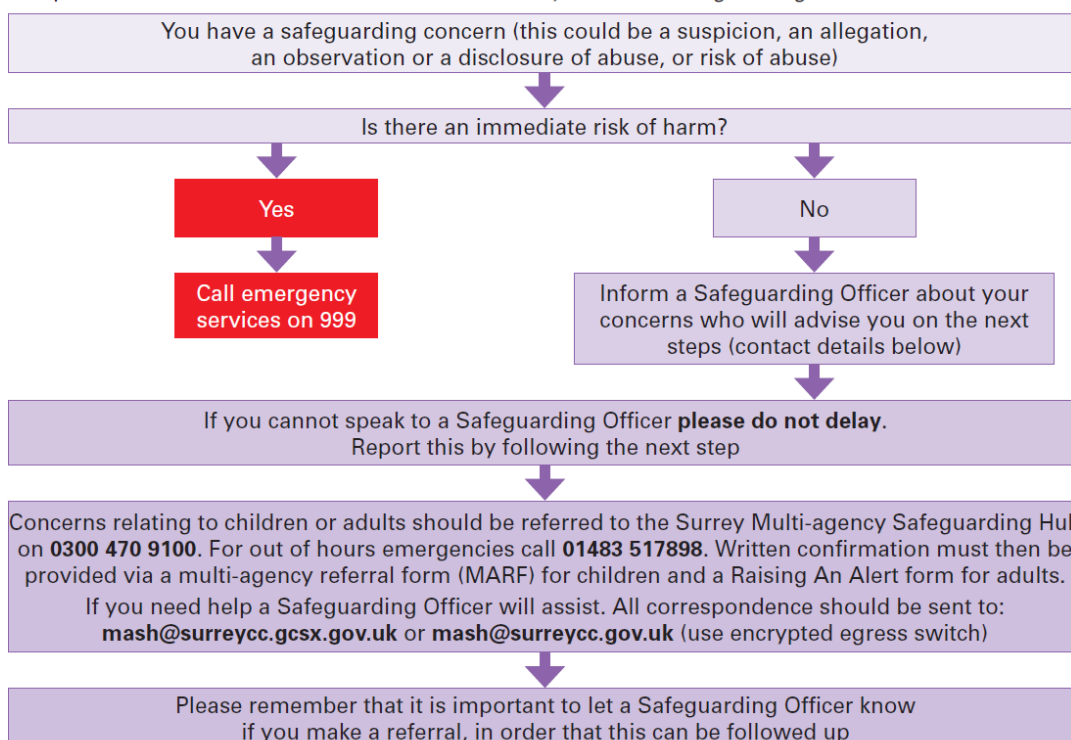 You have a safeguarding concern (this could be a suspicion, an allegation,
an observation or a disclosure of abuse, or risk of abuse)
Is there an immediate risk of harm?
Yes
No
Call emergency
services on 999
Inform a Safeguarding Officer about your
concerns who will advise you on the next
steps (contact details below)
If you cannot speak to a Safeguarding Officer please do not delay.
Report this by following the next step
Concerns relating to children or adults should be referred to the Surrey Multi-agency Safeguarding Hu
on 0300 470 9100. For out of hours emergencies call 01483 517898. Written confirmation must then be
provided via a multi-agency referral form (MARF) for children and a Raising An Alert form for adults.
If you need help a Safeguarding Officer will assist. All correspondence should be sent to:
mash@surreycc.gcsx.gov.uk or mash@surreycc.gov.uk (use encrypted egress switch)
Please remember that it is important to let a Safeguarding Officer know
if you make a referral, in order that this can be followed up